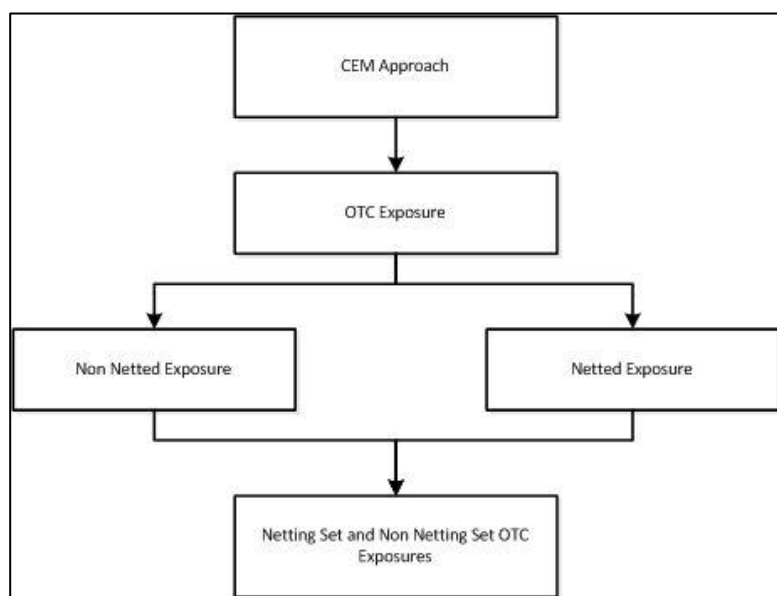 CEM Approach
OTC Exposure
Non Netted Exposure
Netted Exposure
Netting Set and Non Netting Set OTC
Exposures